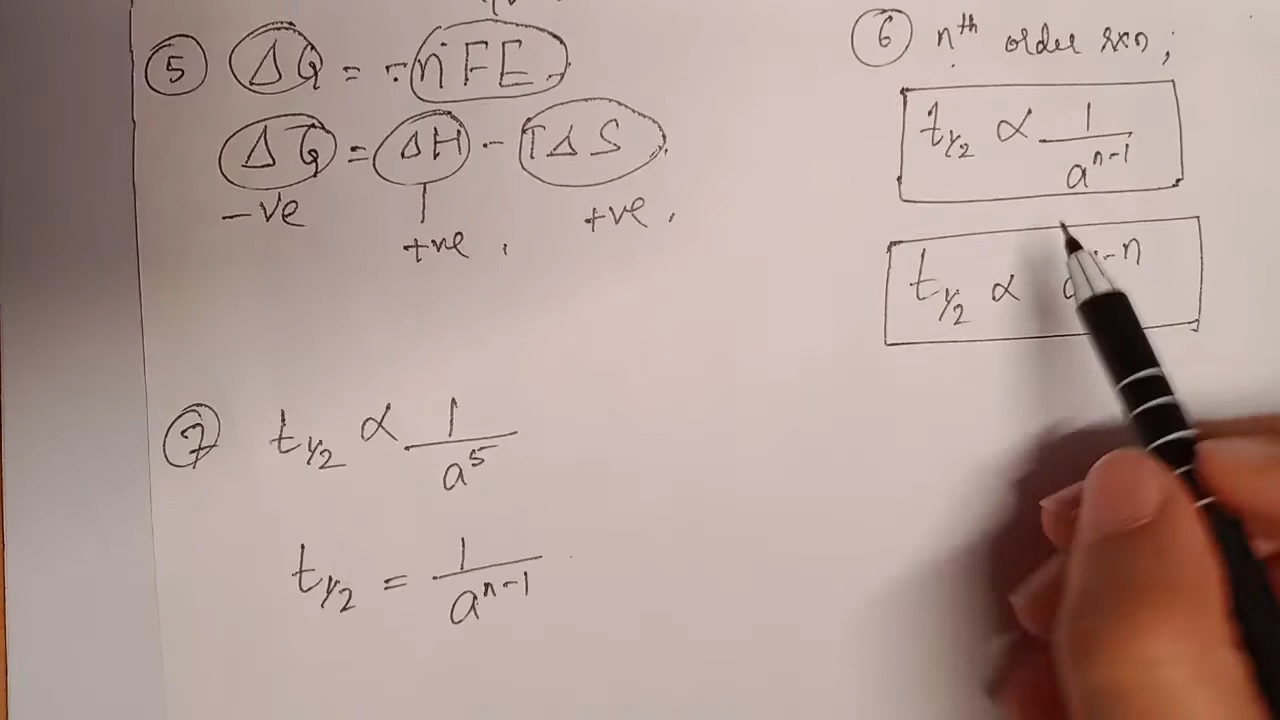 ⑤ ΔG = -nFE
ΔG = ΔH - TΔS
-ve
+ve ,
+ve ,
⑥ nth order rxn ;
t1/2 ∝ 1/a^(n-1)
t1/2 ∝ -n
⑦ t1/2 ∝ 1/a^5
t1/2 = 1/a^(n-1)